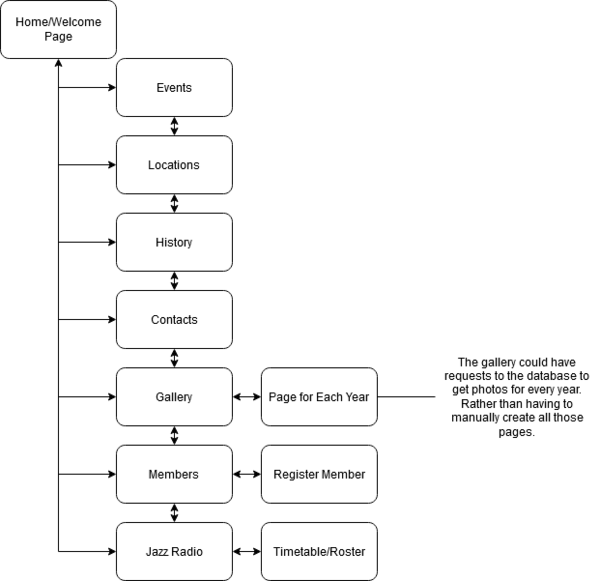 Home/Welcome
Page
Events
Locations
History
Contacts
Gallery
Page for Each Year
The gallery could have
requests to the database to
get photos for every year.
Rather than having to
manually create all those
pages.
Members
Register Member
Jazz Radio
Timetable/Roster